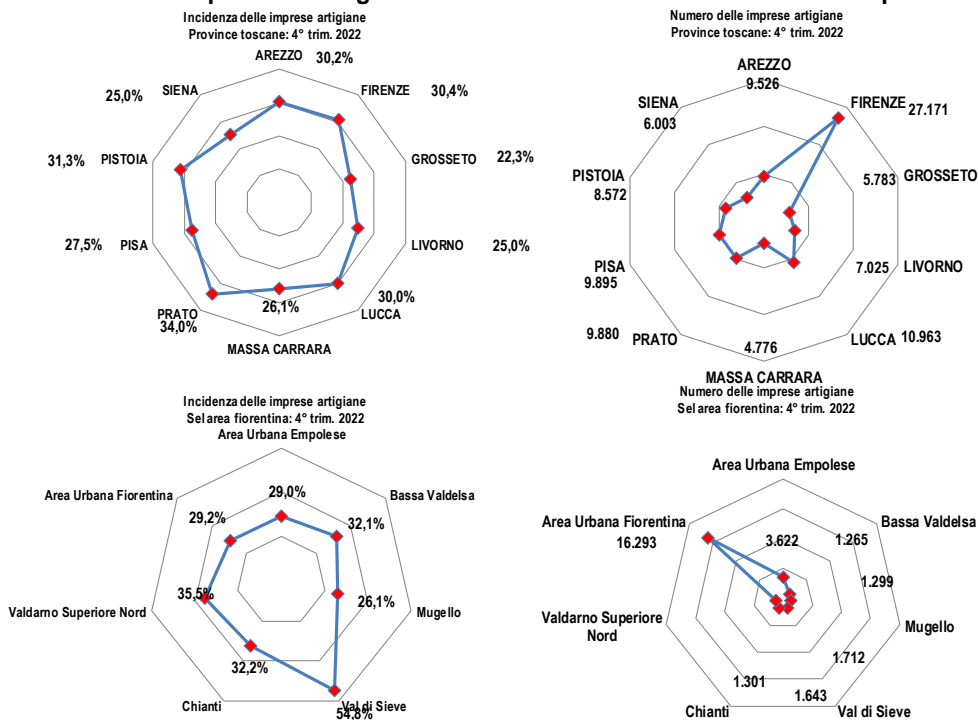 Incidenza delle imprese artigiane
Province toscane: 4° trim. 2022
AREZZO
30,2%
FIRENZE
30,4%
GROSSETO
22,3%
LIVORNO
25,0%
LUCCA
30,0%
MASSA CARRARA
26,1%
PRATO
34,0%
PISA
27,5%
PISTOIA
31,3%
SIENA
25,0%
Numero delle imprese artigiane
Province toscane: 4° trim. 2022
AREZZO
9.526
FIRENZE
27.171
GROSSETO
5.783
LIVORNO
7.025
LUCCA
10.963
MASSA CARRARA
4.776
PRATO
9.880
PISA
9.895
PISTOIA
8.572
SIENA
6.003
Incidenza delle imprese artigiane
Sel area fiorentina: 4° trim. 2022
Area Urbana Empolese
29,0%
Bassa Valdelsa
32,1%
Mugello
26,1%
Val di Sieve
54,8%
Chianti
32,2%
Valdarno Superiore Nord
35,5%
Area Urbana Fiorentina
29,2%
Numero delle imprese artigiane
Sel area fiorentina: 4° trim. 2022
Area Urbana Empolese
3.622
Bassa Valdelsa
1.265
1.299
Mugello
1.712
Val di Sieve
1.643
Chianti
1.301
Valdarno Superiore
Nord
Area Urbana Fiorentina
16.293